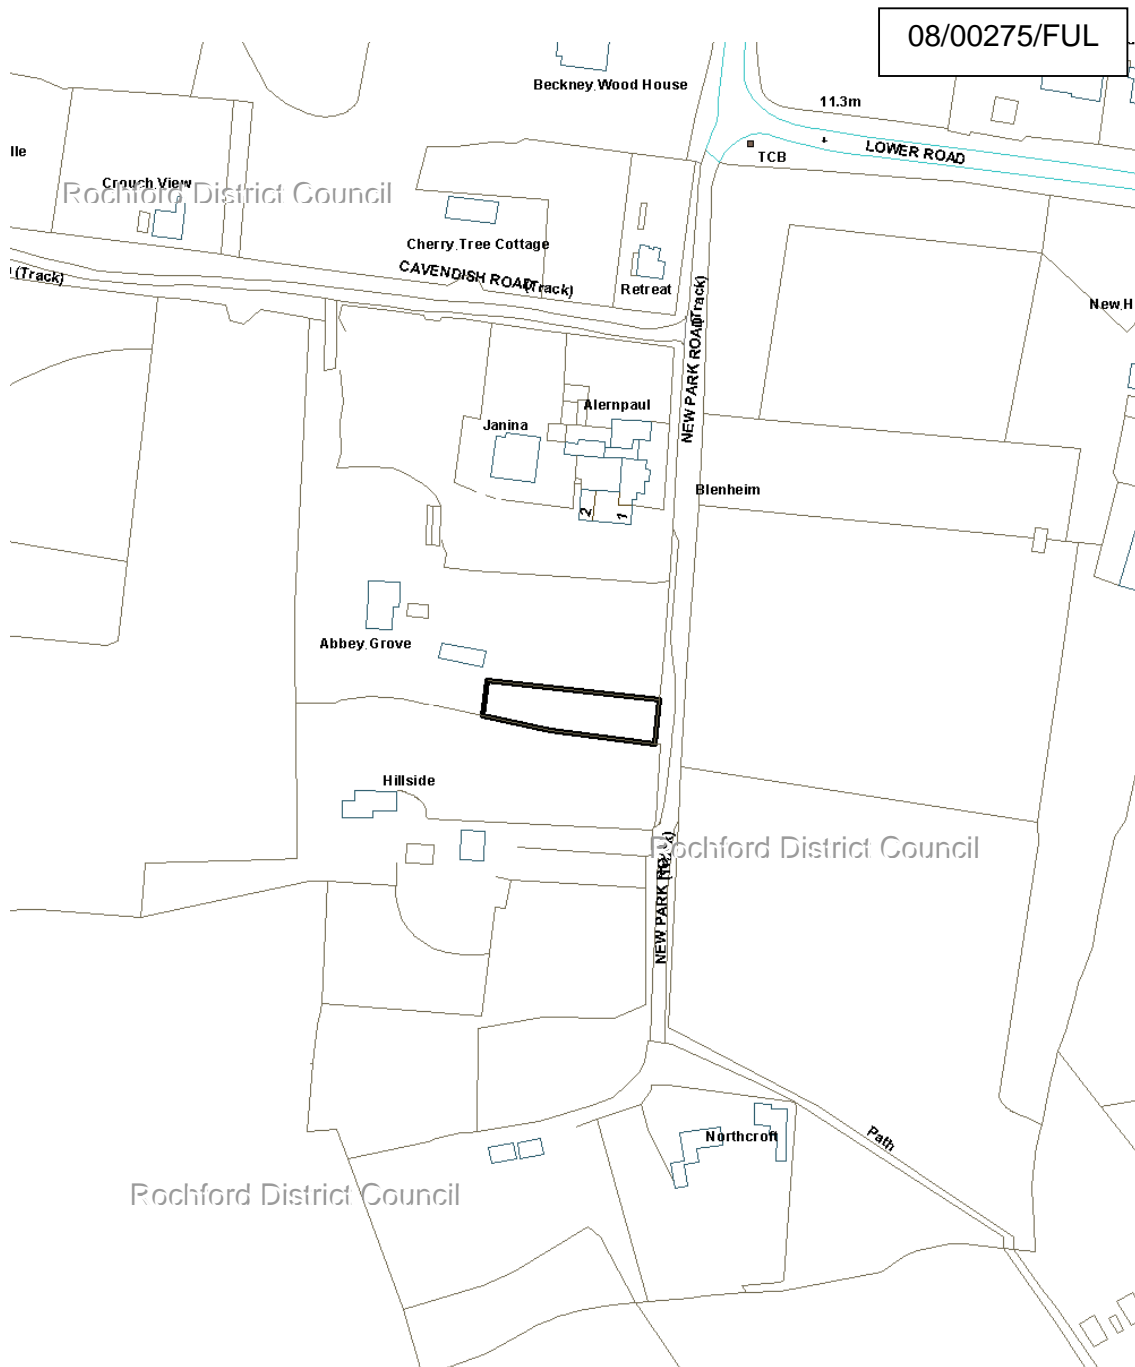 08/00275/FUL
Beckney Wood House
11.3m
LOWER ROAD
TCB
lle
Crouch View
Rochford District Council
Cherry Tree Cottage
CAVENDISH ROAD
(Track)
(Track)
Retreat
New H
NEW PARK ROAD
(Track)
Alernpaul
Janina
Blenheim
2
1
Abbey Grove
Hillside
Rochford District Council
NEW PARK
Northcroft
Path
Rochford District Council